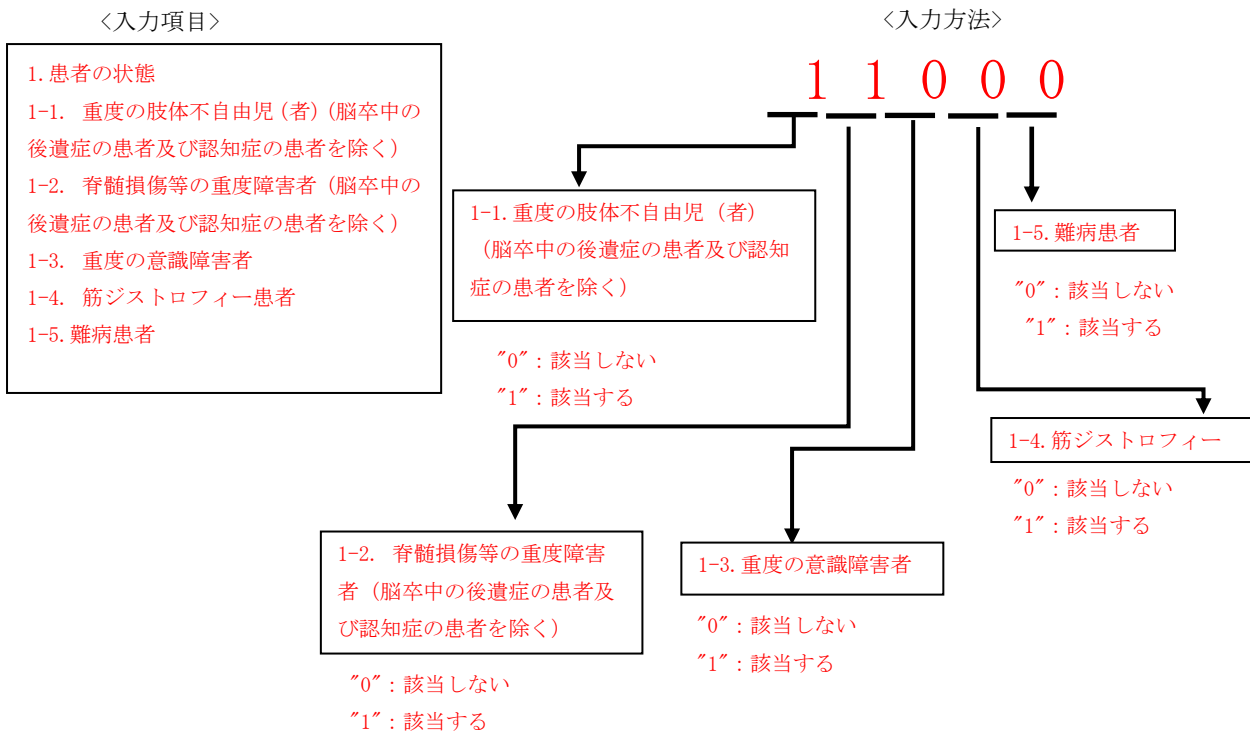 <入力項目>
1.患者の状態
1-1. 重度の肢体不自由児(者)(脳卒中の
後遺症の患者及び認知症の患者を除く)
1-2. 脊髄損傷等の重度障害者(脳卒中の
後遺症の患者及び認知症の患者を除く)
1-3. 重度の意識障害者
1-4. 筋ジストロフィー患者
1-5.難病患者
<入力方法>
1 1 0 0 0
1-1.重度の肢体不自由児(者)
(脳卒中の後遺症の患者及び認知
症の患者を除く)
"0":該当しない
"1":該当する
1-5.難病患者
"0":該当しない
"1":該当する
1-4.筋ジストロフィー
"0":該当しない
"1":該当する
1-2. 脊髄損傷等の重度障害
者(脳卒中の後遺症の患者及
び認知症の患者を除く)
"0":該当しない
"1":該当する
1-3.重度の意識障害者
"0":該当しない
"1":該当する